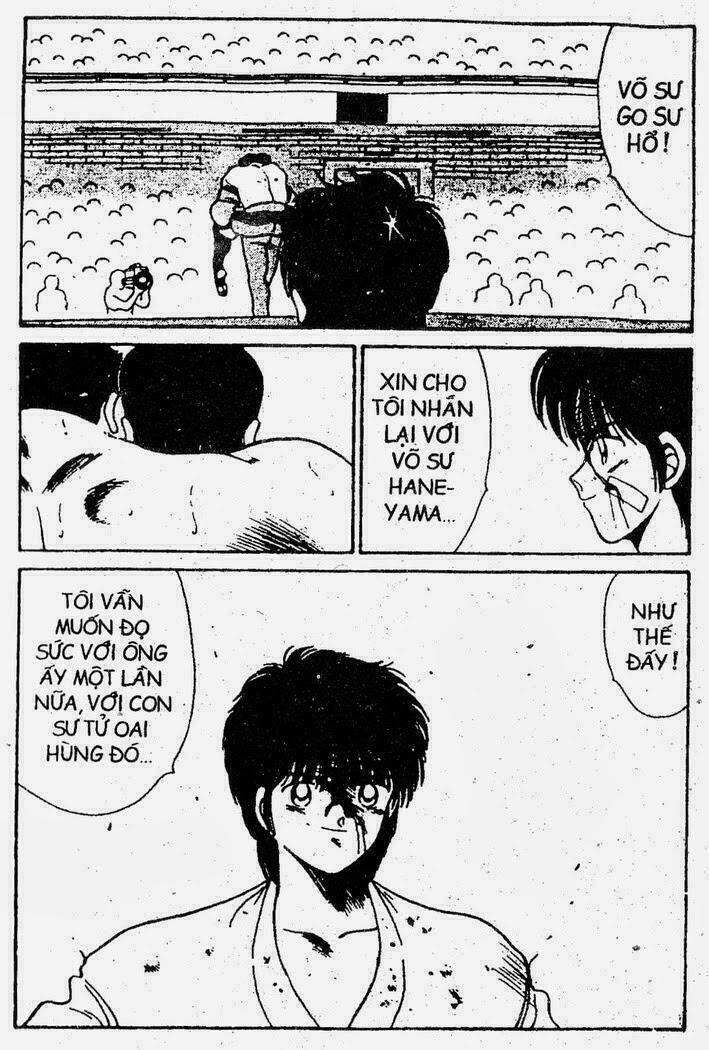 VÕ SƯ
GO SƯ
HỔ!
XIN CHO
TÔI NHẮN
LẠI VỚI
VÕ SƯ
HANE-
YAMA...
TÔI VẪN
MUỐN ĐỌ
SỨC VỚI ÔNG
ẤY MỘT LẦN
NỮA, VỚI CON
SƯ TỬ OAI
HÙNG ĐÓ...
NHƯ
THẾ
ĐẤY!